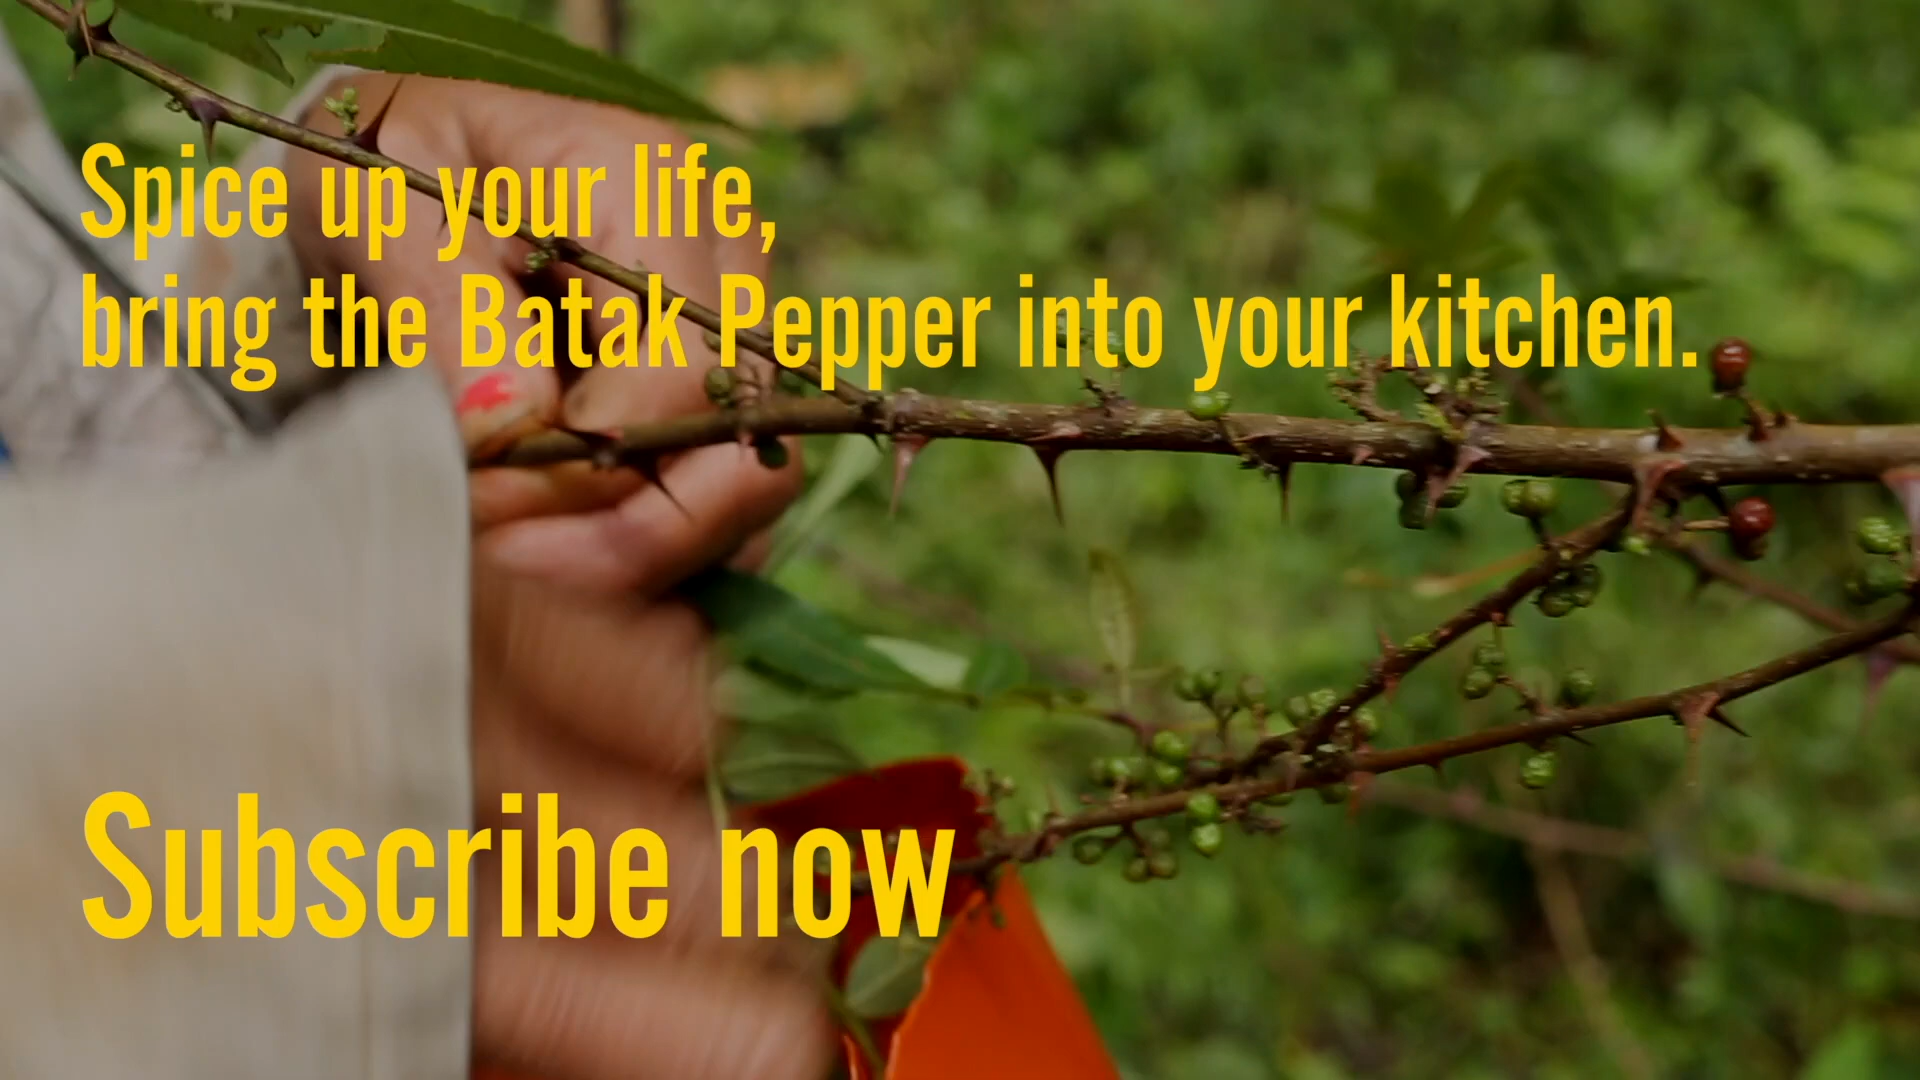 Spice up your life,
bring the Batak Pepper into your kitchen.
Subscribe now